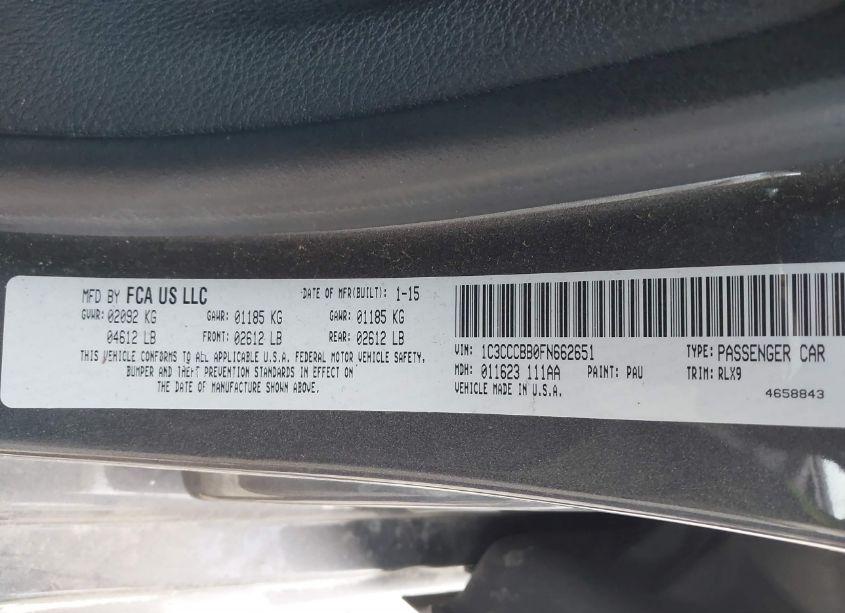 MFD BY FCA US LLC DATE OF MFR(BUILT): 1-15
GVWR: 02092 KG GAWR: 01185 KG GAWR: 01185 KG
04612 LB FRONT: 02612 LB REAR: 02612 LB
THIS VEHICLE CONFORMS TO ALL APPLICABLE U.S.A. FEDERAL MOTOR VEHICLE SAFETY,
BUMPER AND THEFT PREVENTION STANDARDS IN EFFECT ON
THE DATE OF MANUFACTURE SHOWN ABOVE.
VIN: 1C3CCCBB0FN662651 TYPE: PASSENGER CAR
MDH: 011623 111AA PAINT: PAU TRIM: RLX9
VEHICLE MADE IN U.S.A. 4658843